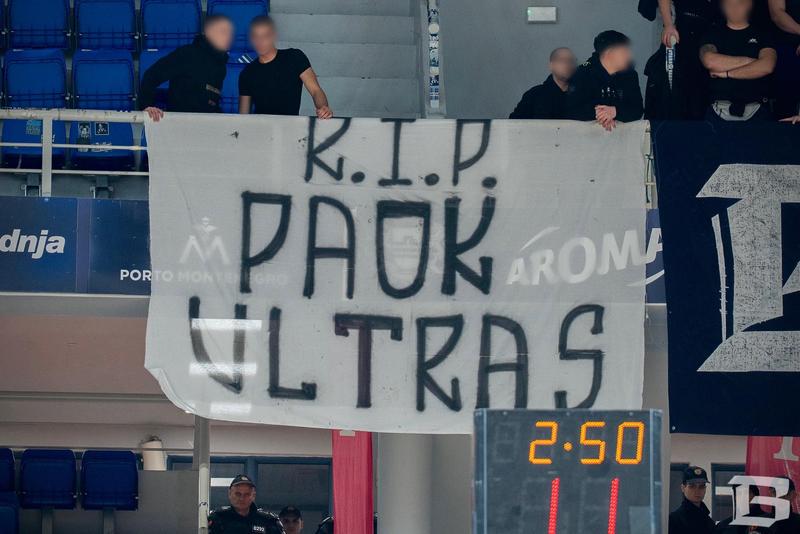 R.I.P.
PAOK
ULTRAS
dnja
M
PORTO MONTENEGRO
AROMA
B
2:50
B